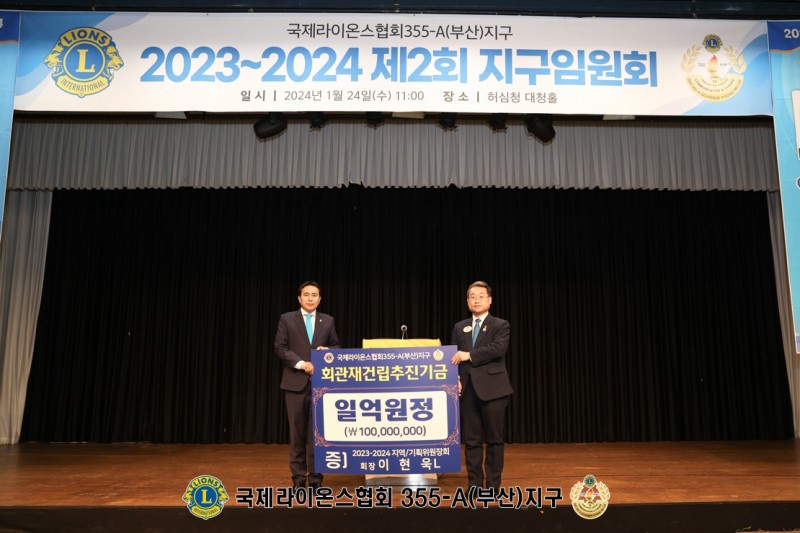 국제라이온스협회355-A(부산)지구
2023~2024 제2회 지구임원회
일 시 | 2024년 1월 24일(수) 11:00 장 소 | 허심청 대청홀
LIONS
L
INTERNATIONAL
20
국제라이온스협회355-A(부산)지구
회관재건립추진기금
일억원정
(₩100,000,000)
증) 2023-2024 지역/기획위원장회
회장 이 현 욱L
LIONS
L
국제라이온스협회 355-A(부산)지구